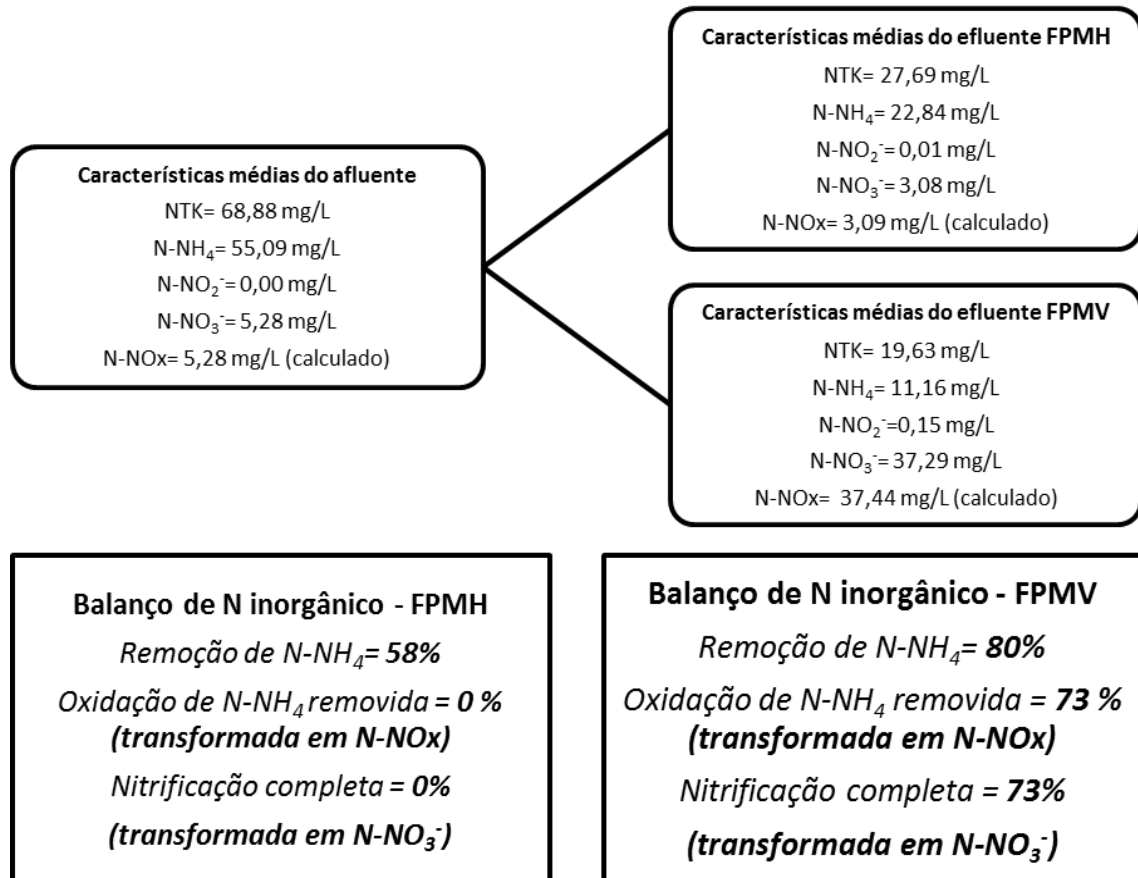 Características médias do afluente
NTK= 68,88 mg/L
N-NH₄= 55,09 mg/L
N-NO₂⁻= 0,00 mg/L
N-NO₃⁻= 5,28 mg/L
N-NOx= 5,28 mg/L (calculado)
Características médias do efluente FPMH
NTK= 27,69 mg/L
N-NH₄= 22,84 mg/L
N-NO₂⁻= 0,01 mg/L
N-NO₃⁻= 3,08 mg/L
N-NOx= 3,09 mg/L (calculado)
Características médias do efluente FPMV
NTK= 19,63 mg/L
N-NH₄= 11,16 mg/L
N-NO₂⁻=0,15 mg/L
N-NO₃⁻= 37,29 mg/L
N-NOx= 37,44 mg/L (calculado)
Balanço de N inorgânico - FPMH
Remoção de N-NH₄= 58%
Oxidação de N-NH₄ removida = 0 %
(transformada em N-NOx)
Nitrificação completa = 0%
(transformada em N-NO₃⁻)
Balanço de N inorgânico - FPMV
Remoção de N-NH₄= 80%
Oxidação de N-NH₄ removida = 73 %
(transformada em N-NOx)
Nitrificação completa = 73%
(transformada em N-NO₃⁻)